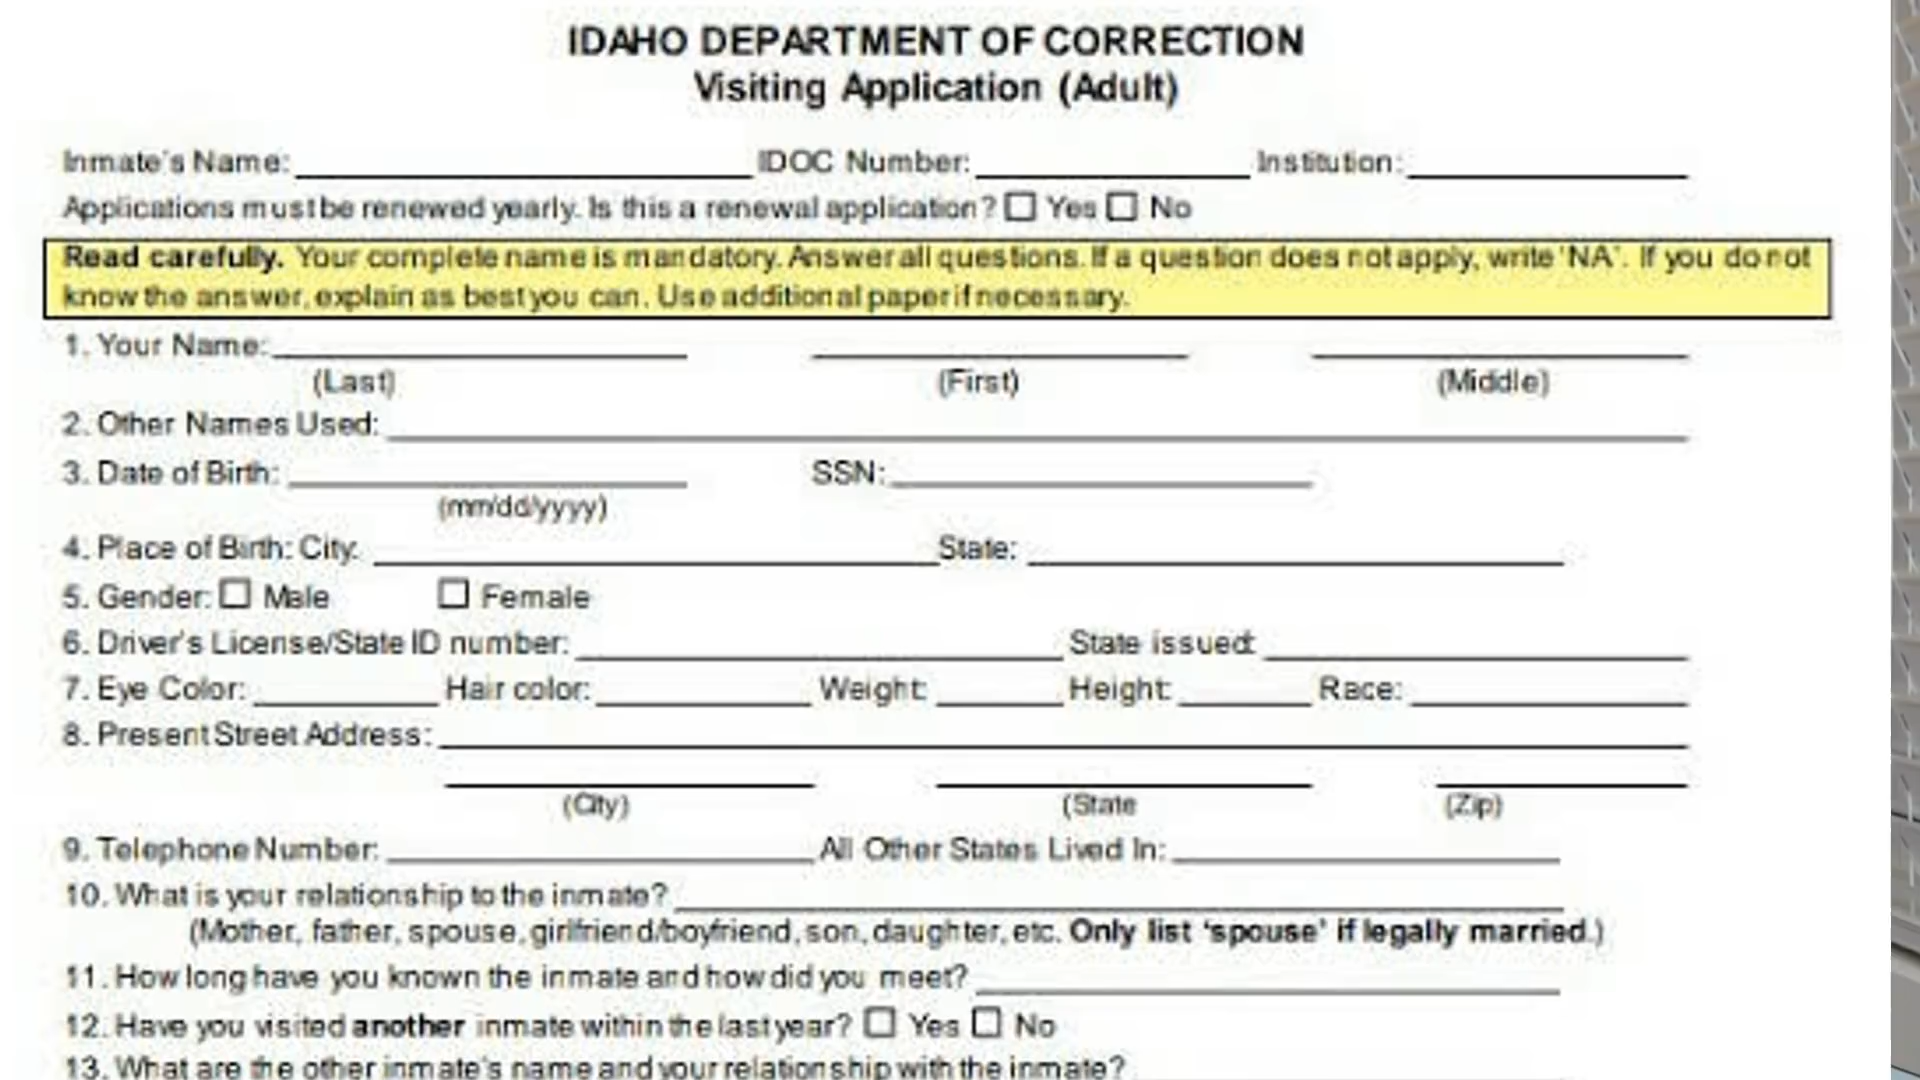 IDAHO DEPARTMENT OF CORRECTION
Visiting Application (Adult)
Inmate's Name: IDOC Number: Institution:
Applications must be renewed yearly. Is this a renewal application? Yes No
Read carefully. Your complete name is mandatory. Answer all questions. If a question does not apply, write 'NA'. If you do not
know the answer, explain as best you can. Use additional paper if necessary.
1. Your Name:
(Last) (First) (Middle)
2. Other Names Used:
3. Date of Birth: SSN:
(mm/dd/yyyy)
4. Place of Birth: City: State:
5. Gender: Male Female
6. Driver's License/State ID number: State issued:
7. Eye Color: Hair color: Weight: Height: Race:
8. Present Street Address:
(City) (State (Zip)
9. Telephone Number: All Other States Lived In:
10. What is your relationship to the inmate?
(Mother, father, spouse, girlfriend/boyfriend, son, daughter, etc. Only list 'spouse' if legally married.)
11. How long have you known the inmate and how did you meet?
12. Have you visited another inmate within the last year? Yes No
13. What are the other inmate's name and your relationship with the inmate?